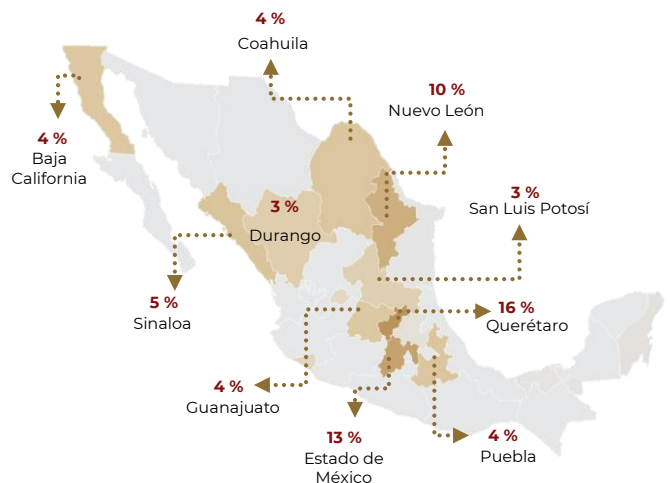 4 %
Coahuila
10 %
Nuevo León
4 %
Baja
California
3 %
San Luis Potosí
3 %
Durango
5 %
Sinaloa
16 %
Querétaro
4 %
Guanajuato
13 %
Estado de
México
4 %
Puebla